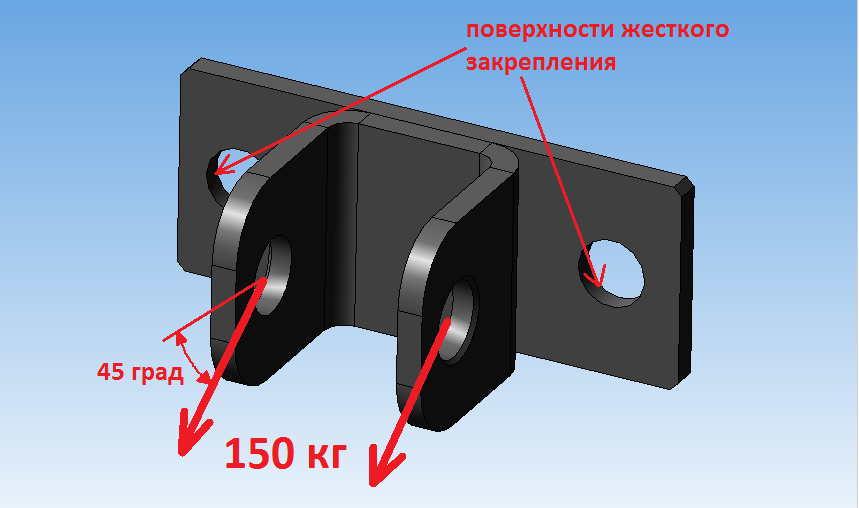 поверхности жесткого
закрепления
45 град
150 кг